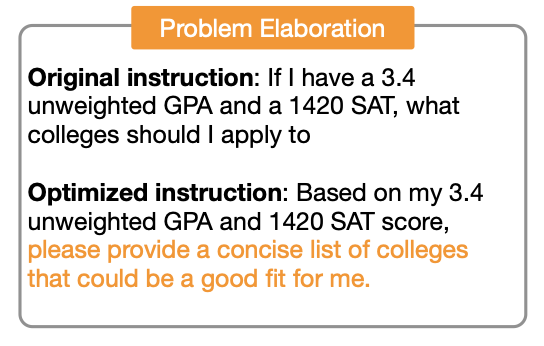 Problem Elaboration
Original instruction: If I have a 3.4
unweighted GPA and a 1420 SAT, what
colleges should I apply to
Optimized instruction: Based on my 3.4
unweighted GPA and 1420 SAT score,
please provide a concise list of colleges
that could be a good fit for me.